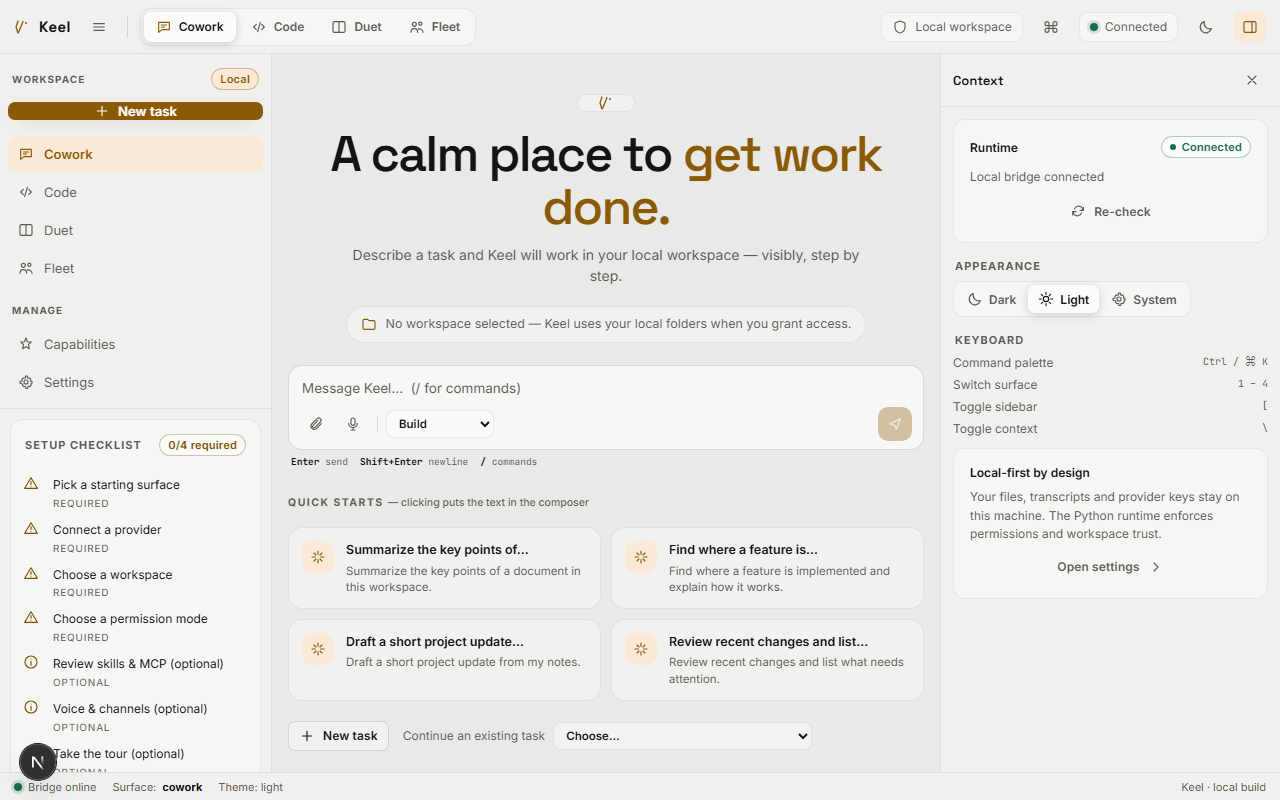 Keel
Cowork
Code
Duet
Fleet
Local workspace
Connected
WORKSPACE
Local
New task
Cowork
Code
Duet
Fleet
MANAGE
Capabilities
Settings
SETUP CHECKLIST
0/4 required
Pick a starting surface
REQUIRED
Connect a provider
REQUIRED
Choose a workspace
REQUIRED
Choose a permission mode
REQUIRED
Review skills & MCP (optional)
OPTIONAL
Voice & channels (optional)
OPTIONAL
Take the tour (optional)
OPTIONAL
N
A calm place to get work
done.
Describe a task and Keel will work in your local workspace — visibly, step by
step.
No workspace selected — Keel uses your local folders when you grant access.
Message Keel... (/ for commands)
Build
Enter send Shift+Enter newline / commands
QUICK STARTS — clicking puts the text in the composer
Summarize the key points of...
Summarize the key points of a document in
this workspace.
Find where a feature is...
Find where a feature is implemented and
explain how it works.
Draft a short project update...
Draft a short project update from my notes.
Review recent changes and list...
Review recent changes and list what needs
attention.
New task
Continue an existing task
Choose...
Context
Runtime
Connected
Local bridge connected
Re-check
APPEARANCE
Dark
Light
System
KEYBOARD
Command palette Ctrl / ⌘ K
Switch surface 1 – 4
Toggle sidebar [
Toggle context \
Local-first by design
Your files, transcripts and provider keys stay on
this machine. The Python runtime enforces
permissions and workspace trust.
Open settings
Bridge online
Surface: cowork
Theme: light
Keel · local build